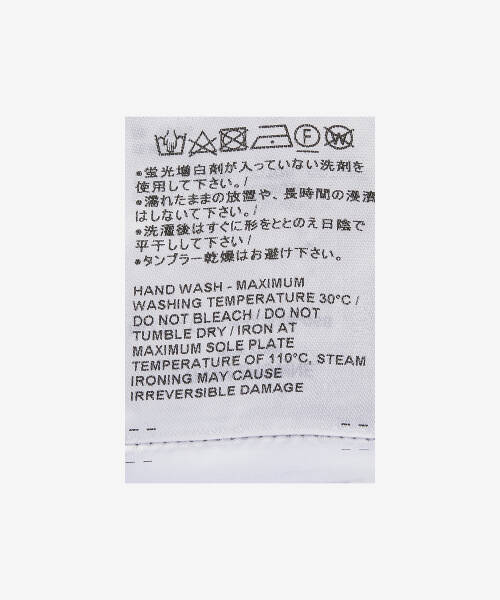 F W
●蛍光増白剤が入っていない洗剤を
使用して下さい。/
●濡れたままの放置や、長時間の浸漬
はしないで下さい。/
●洗濯後はすぐに形をととのえ日陰で
平干しして下さい/
●タンブラー乾燥はお避け下さい。
HAND WASH - MAXIMUM
WASHING TEMPERATURE 30°C /
DO NOT BLEACH / DO NOT
TUMBLE DRY / IRON AT
MAXIMUM SOLE PLATE
TEMPERATURE OF 110°C, STEAM
IRONING MAY CAUSE
IRREVERSIBLE DAMAGE